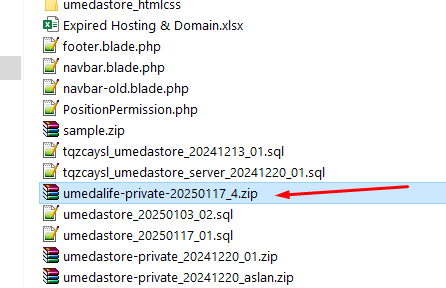 umedastore_htmlcss
Expired Hosting & Domain.xlsx
footer.blade.php
navbar.blade.php
navbar-old.blade.php
PositionPermission.php
sample.zip
tqzcaysl_umedastore_20241213_01.sql
tqzcaysl_umedastore_server_20241220_01.sql
umedalife-private-20250117_4.zip
umedastore_20250103_02.sql
umedastore_20250117_01.sql
umedastore-private_20241220_01.zip
umedastore-private_20241220_aslan.zip